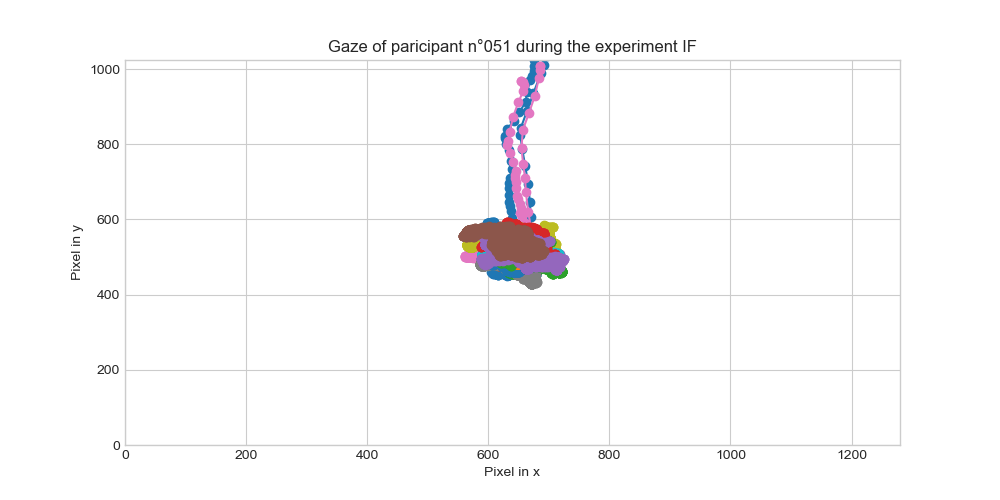 Gaze of paricipant n°051 during the experiment IF
1000
800
600
400
200
0
Pixel in y
0 200 400 600 800 1000 1200
Pixel in x